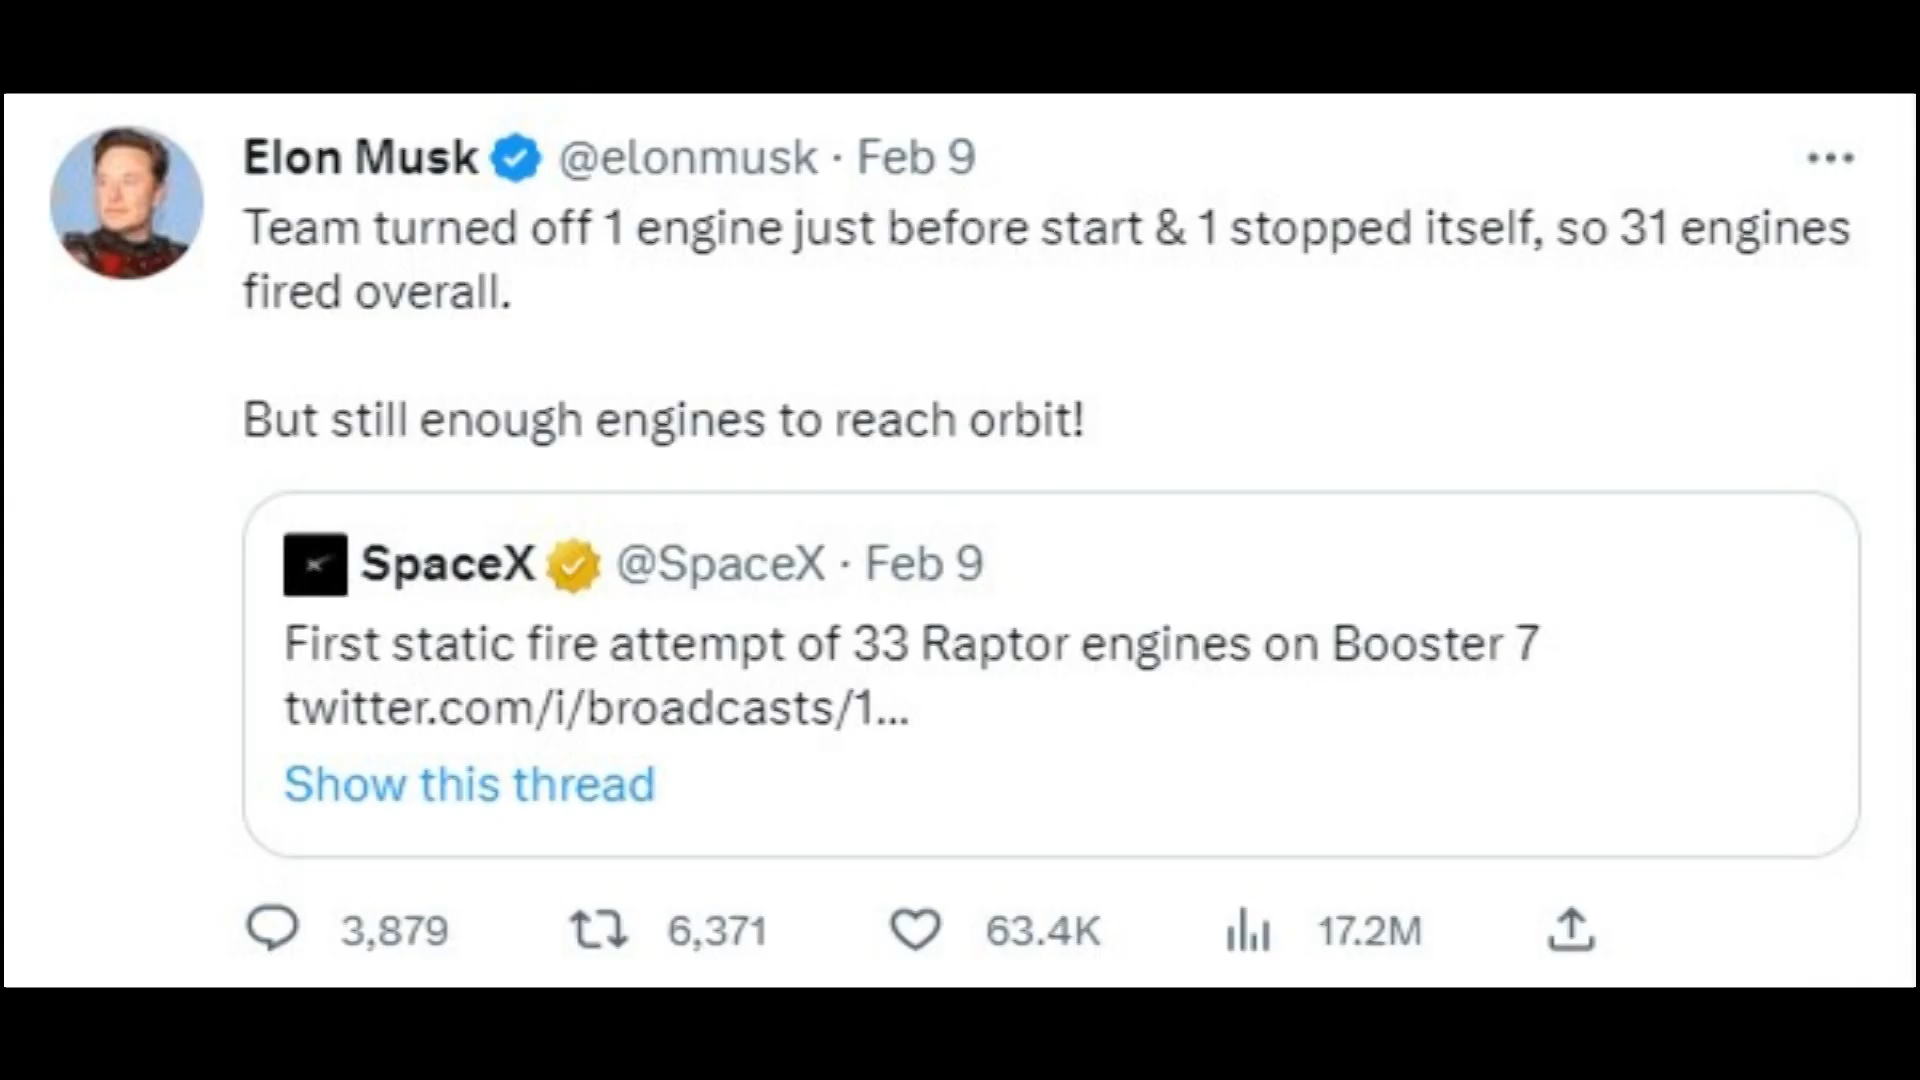 Elon Musk @elonmusk · Feb 9
Team turned off 1 engine just before start & 1 stopped itself, so 31 engines
fired overall.
But still enough engines to reach orbit!
SpaceX @SpaceX · Feb 9
First static fire attempt of 33 Raptor engines on Booster 7
twitter.com/i/broadcasts/1...
Show this thread
3,879 6,371 63.4K 17.2M